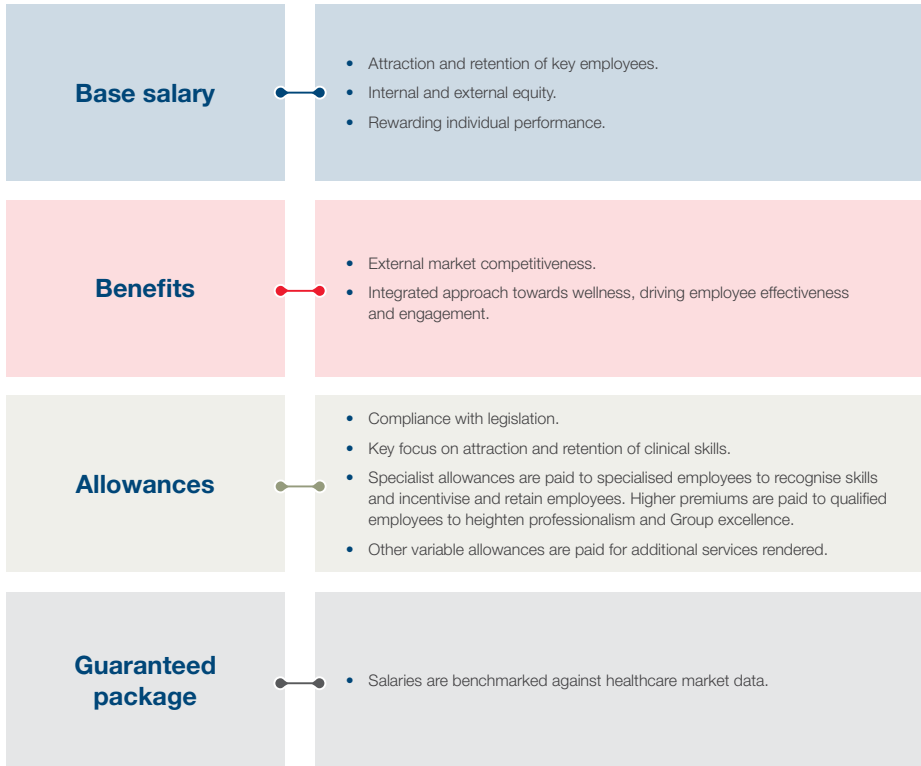 Base salary
• Attraction and retention of key employees.
• Internal and external equity.
• Rewarding individual performance.
Benefits
• External market competitiveness.
• Integrated approach towards wellness, driving employee effectiveness
and engagement.
Allowances
• Compliance with legislation.
• Key focus on attraction and retention of clinical skills.
• Specialist allowances are paid to specialised employees to recognise skills
and incentivise and retain employees. Higher premiums are paid to qualified
employees to heighten professionalism and Group excellence.
• Other variable allowances are paid for additional services rendered.
Guaranteed
package
• Salaries are benchmarked against healthcare market data.